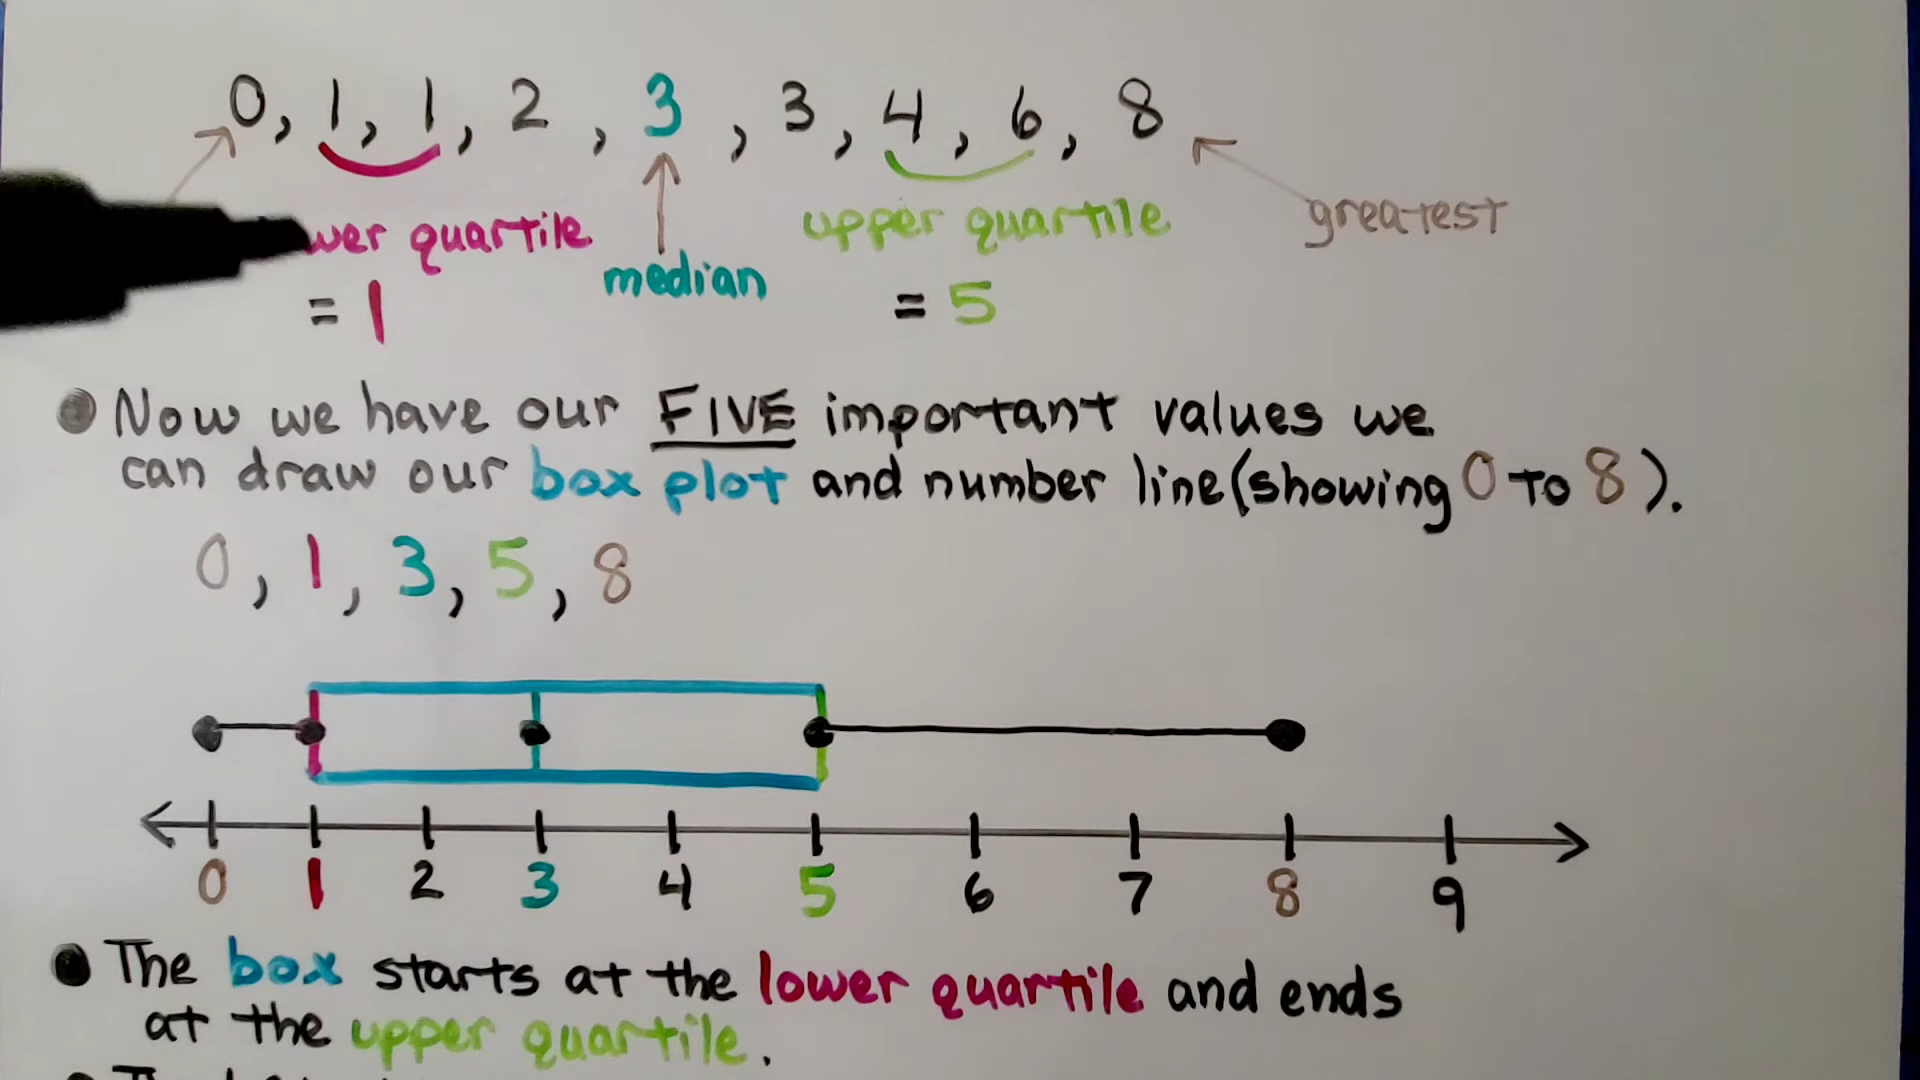 0, 1, 1, 2, 3, 3, 4, 6, 8
quartile upper quartile greatest
median
= 1 = 5
Now we have our FIVE important values we
can draw our box plot and number line (showing 0 to 8).
0, 1, 3, 5, 8
0 1 2 3 4 5 6 7 8 9
The box starts at the lower quartile and ends
at the upper quartile.